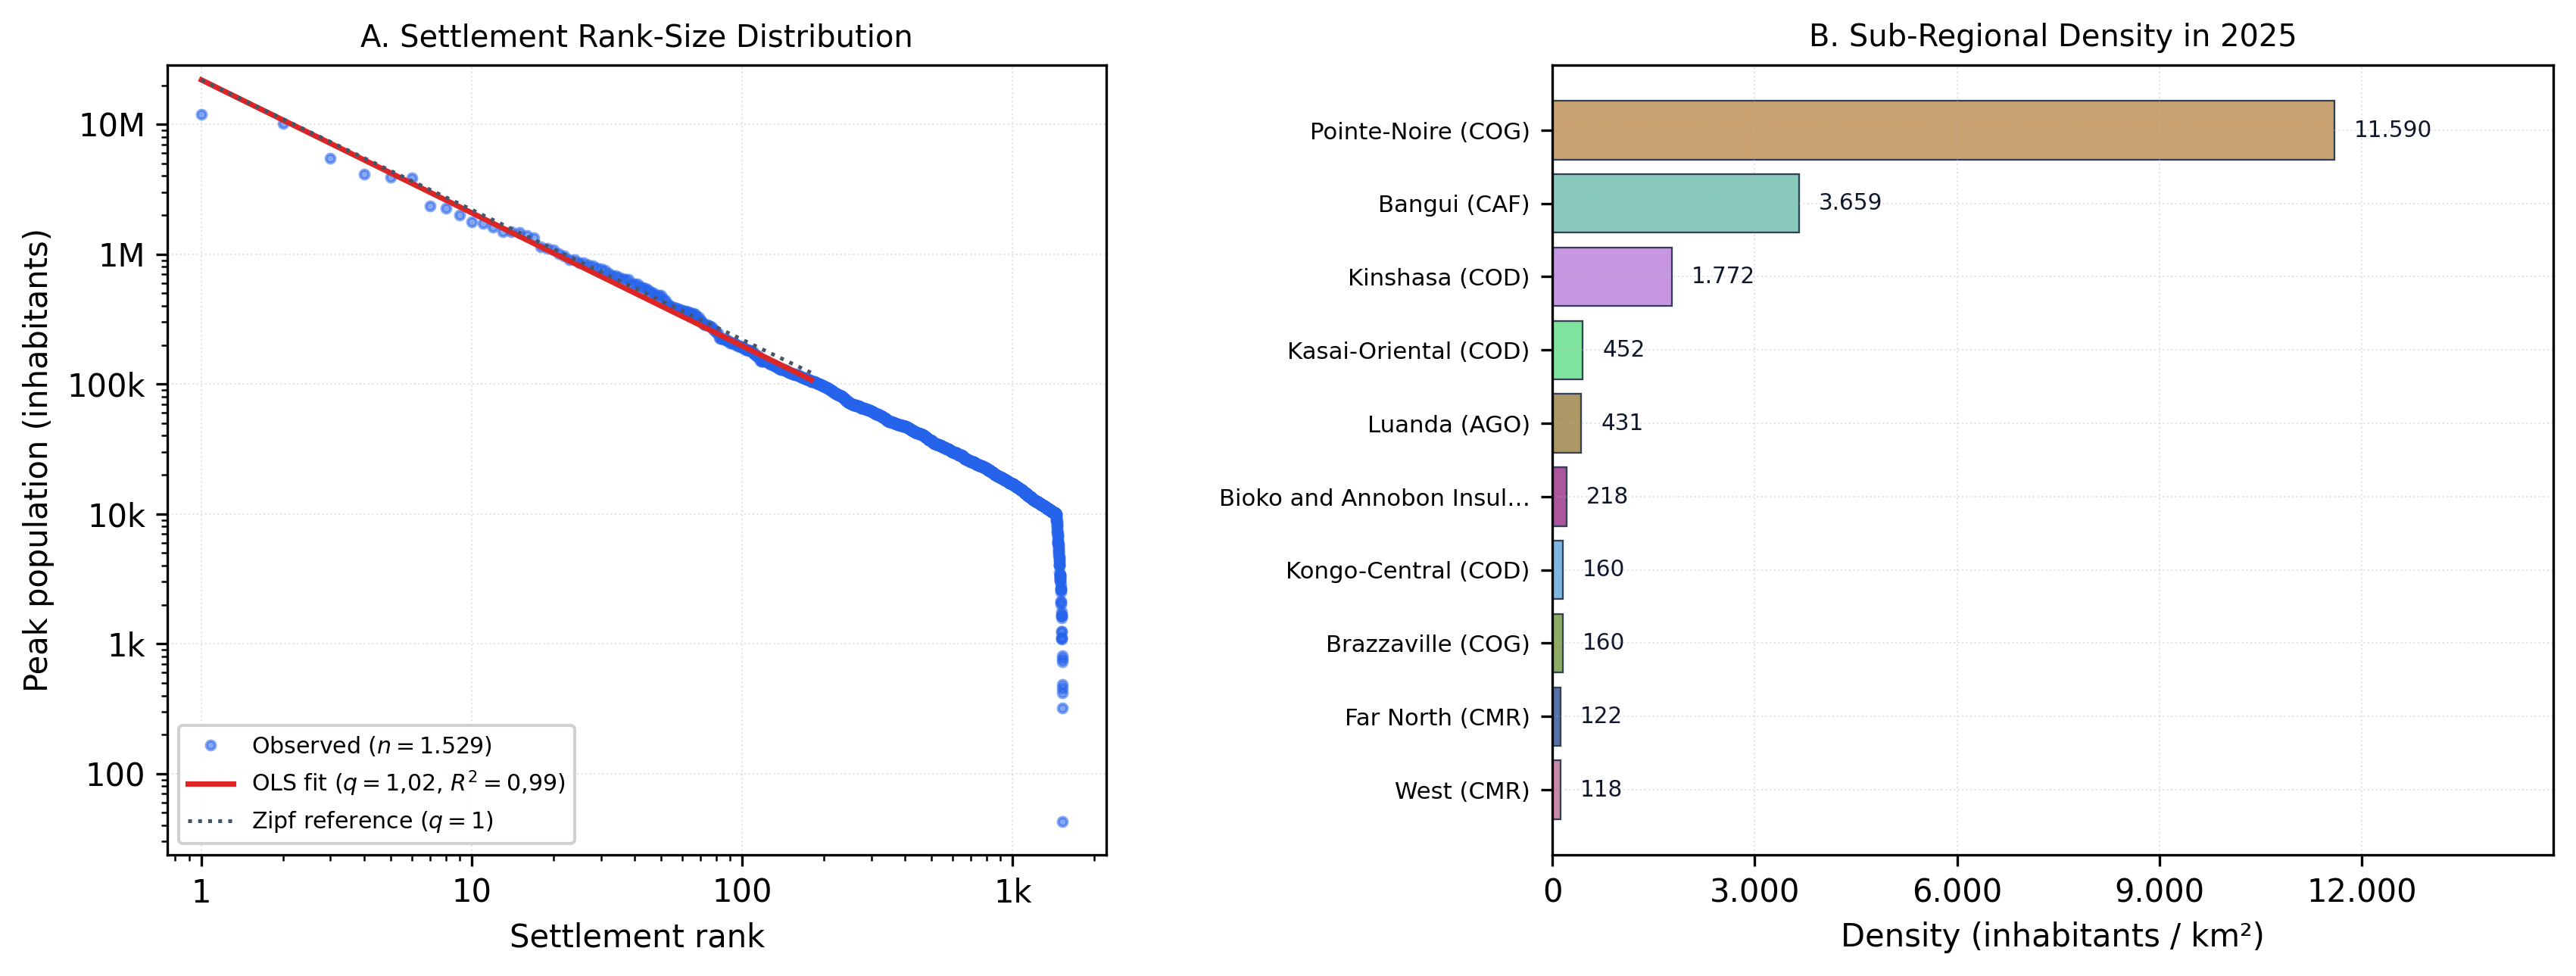 A. Settlement Rank-Size Distribution
Peak population (inhabitants)
10M
1M
100k
10k
1k
100
Observed (n = 1.529)
OLS fit (q = 1,02, R² = 0,99)
Zipf reference (q = 1)
1
10
100
1k
Settlement rank
B. Sub-Regional Density in 2025
Pointe-Noire (COG)
11.590
Bangui (CAF)
3.659
Kinshasa (COD)
1.772
Kasai-Oriental (COD)
452
Luanda (AGO)
431
Bioko and Annobon Insul...
218
Kongo-Central (COD)
160
Brazzaville (COG)
160
Far North (CMR)
122
West (CMR)
118
0
3.000
6.000
9.000
12.000
Density (inhabitants / km²)